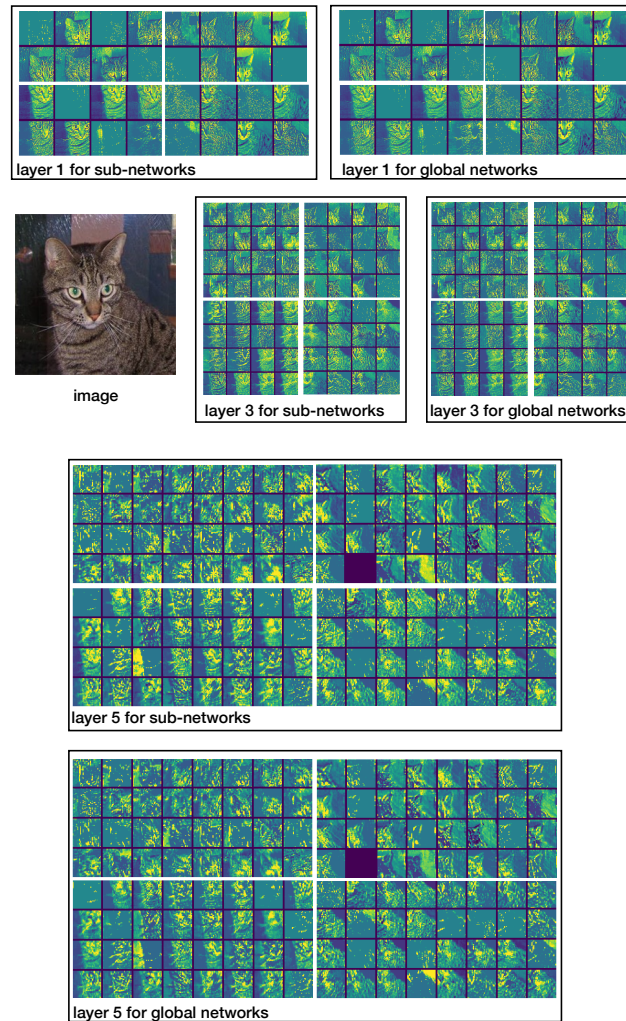 layer 1 for sub-networks
layer 1 for global networks
image
layer 3 for sub-networks
layer 3 for global networks
layer 5 for sub-networks
layer 5 for global networks